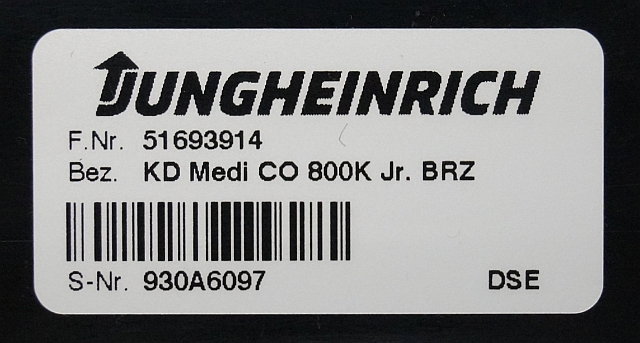 JUNGHEINRICH
F.Nr. 51693914
Bez. KD Medi CO 800K Jr. BRZ
S-Nr. 930A6097 DSE